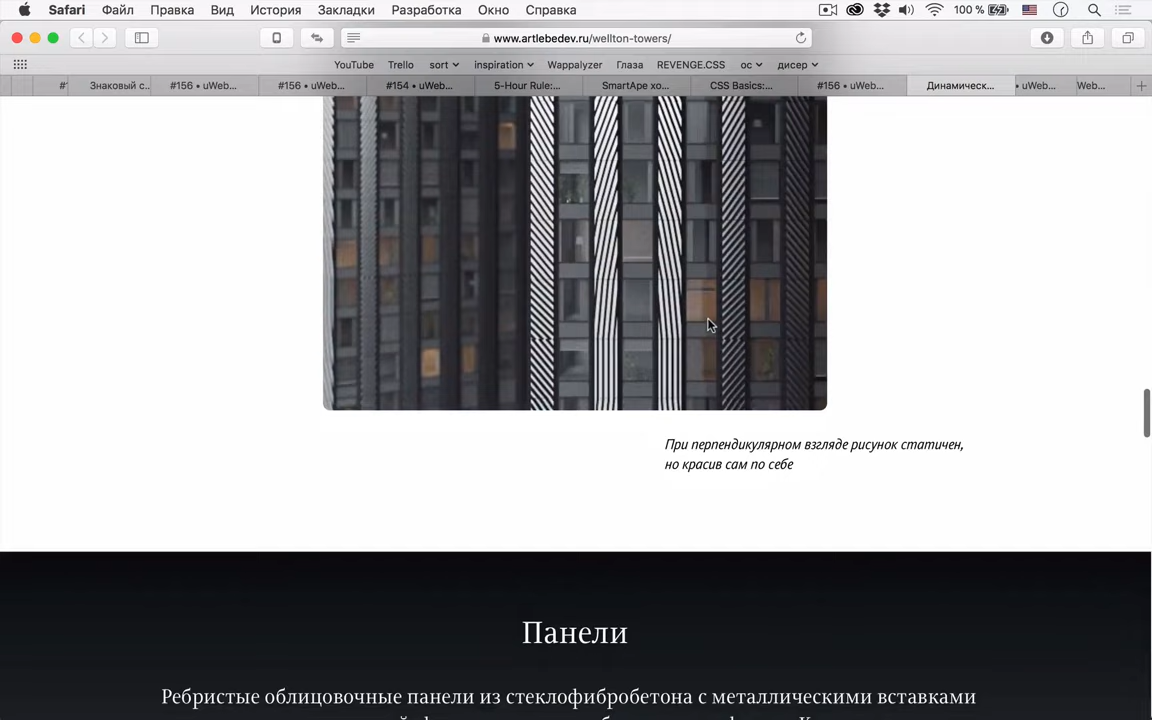 Safari Файл Правка Вид История Закладки Разработка Окно Справка 100 %
www.artlebedev.ru/wellton-towers/
YouTube Trello sort inspiration Wappalyzer Глаза REVENGE.CSS ос дисер
Знаковый с... #156 • uWeb... #156 • uWeb... #154 • uWeb... 5-Hour Rule:... SmartApe хо... CSS Basics:... #156 • uWeb... Динамическ... • uWeb... Web...
При перпендикулярном взгляде рисунок статичен,
но красив сам по себе
Панели
Ребристые облицовочные панели из стеклофибробетона с металлическими вставками